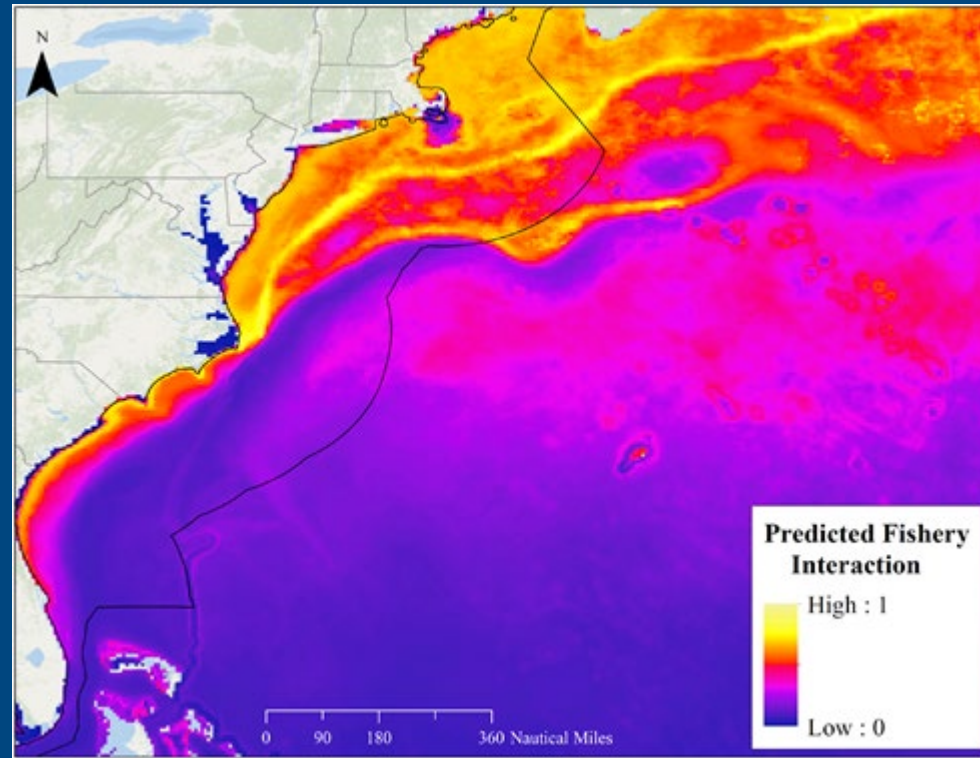 N
Predicted Fishery
Interaction
High : 1
Low : 0
0 90 180 360 Nautical Miles